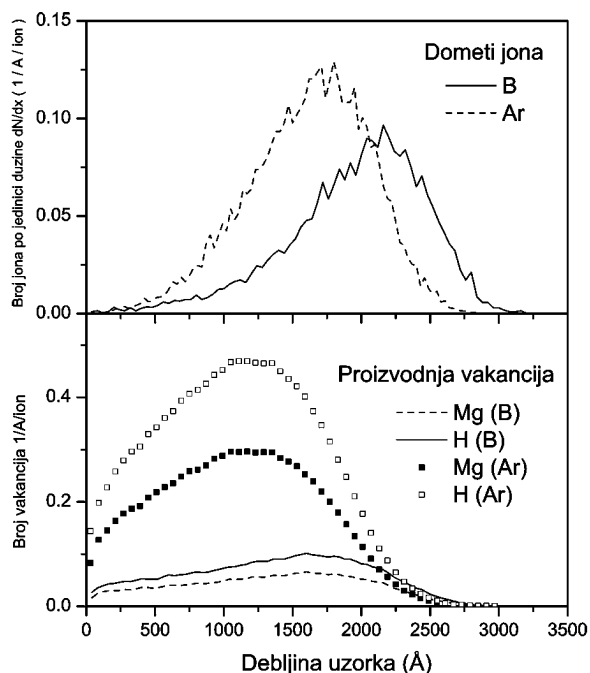 0.15
0.10
0.05
0.00
Broj jona po jedinici duzine dN/dx ( 1 / A / ion )
Dometi jona
B
Ar
0.4
0.2
0.0
Broj vakancija 1/A/ion
Proizvodnja vakancija
Mg (B)
H (B)
Mg (Ar)
H (Ar)
0 500 1000 1500 2000 2500 3000 3500
Debljina uzorka (Å)